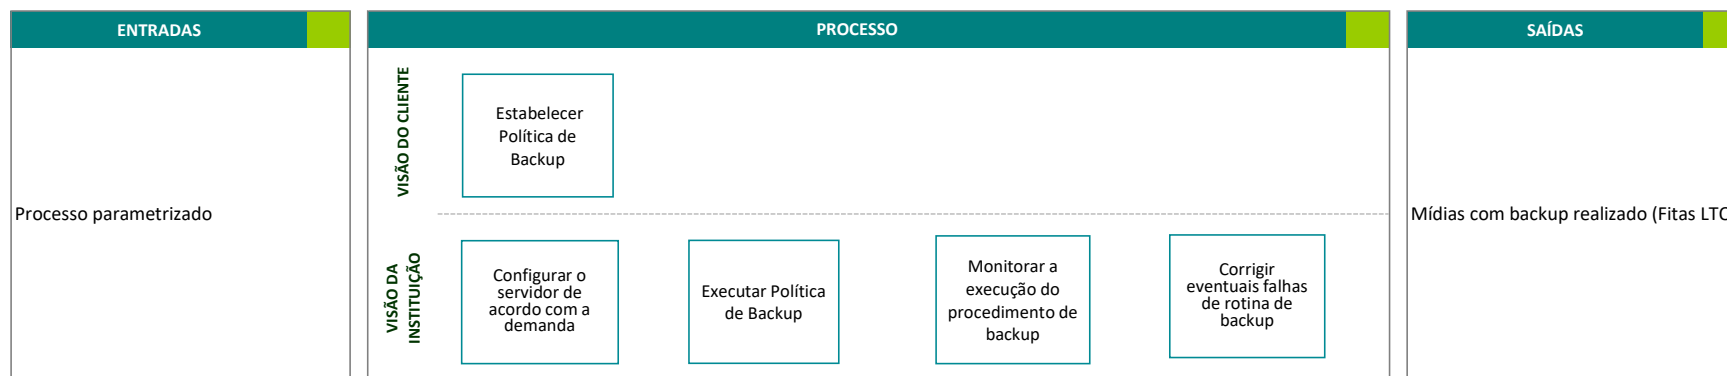 ENTRADAS
PROCESSO
SAÍDAS
VISÃO DO CLIENTE
Estabelecer
Política de
Backup
Processo parametrizado
Mídias com backup realizado (Fitas LTO
VISÃO DA
INSTITUIÇÃO
Configurar o
servidor de
acordo com a
demanda
Executar Política
de Backup
Monitorar a
execução do
procedimento de
backup
Corrigir
eventuais falhas
de rotina de
backup